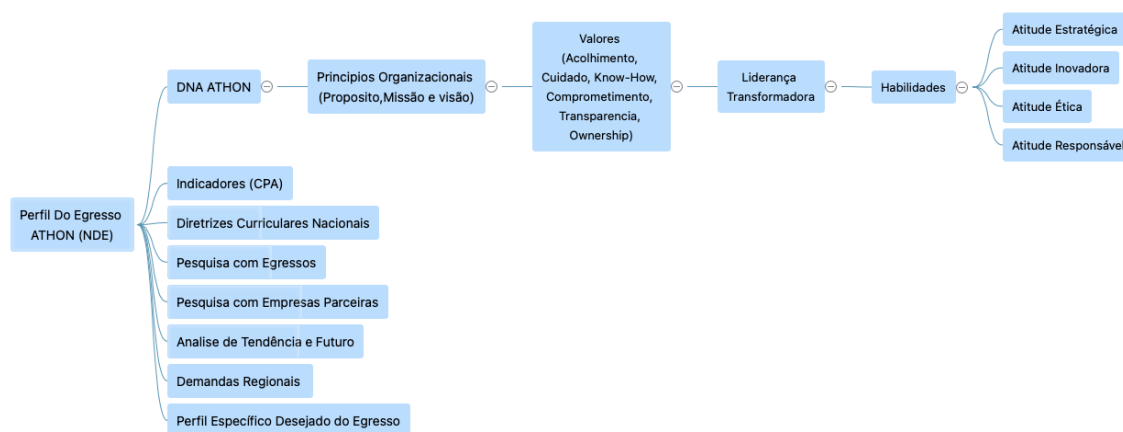 Perfil Do Egresso
ATHON (NDE)
DNA ATHON
Principios Organizacionais
(Proposito,Missão e visão)
Valores
(Acolhimento,
Cuidado, Know-How,
Comprometimento,
Transparencia,
Ownership)
Liderança
Transformadora
Habilidades
Atitude Estratégica
Atitude Inovadora
Atitude Ética
Atitude Responsável
Indicadores (CPA)
Diretrizes Curriculares Nacionais
Pesquisa com Egressos
Pesquisa com Empresas Parceiras
Analise de Tendência e Futuro
Demandas Regionais
Perfil Específico Desejado do Egresso